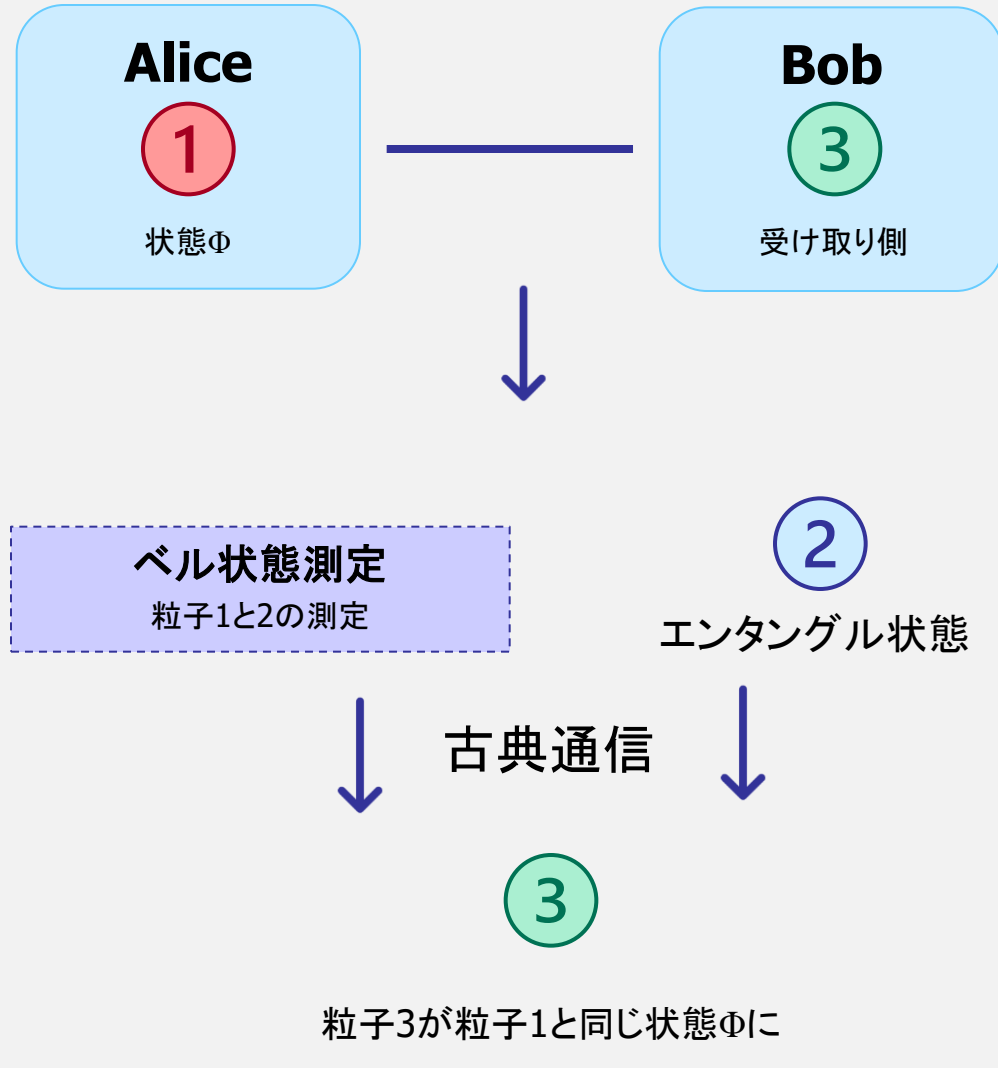 Alice
1
状態Φ
Bob
3
受け取り側
ベル状態測定
粒子1と2の測定
2
エンタングル状態
古典通信
3
粒子3が粒子1と同じ状態Φに